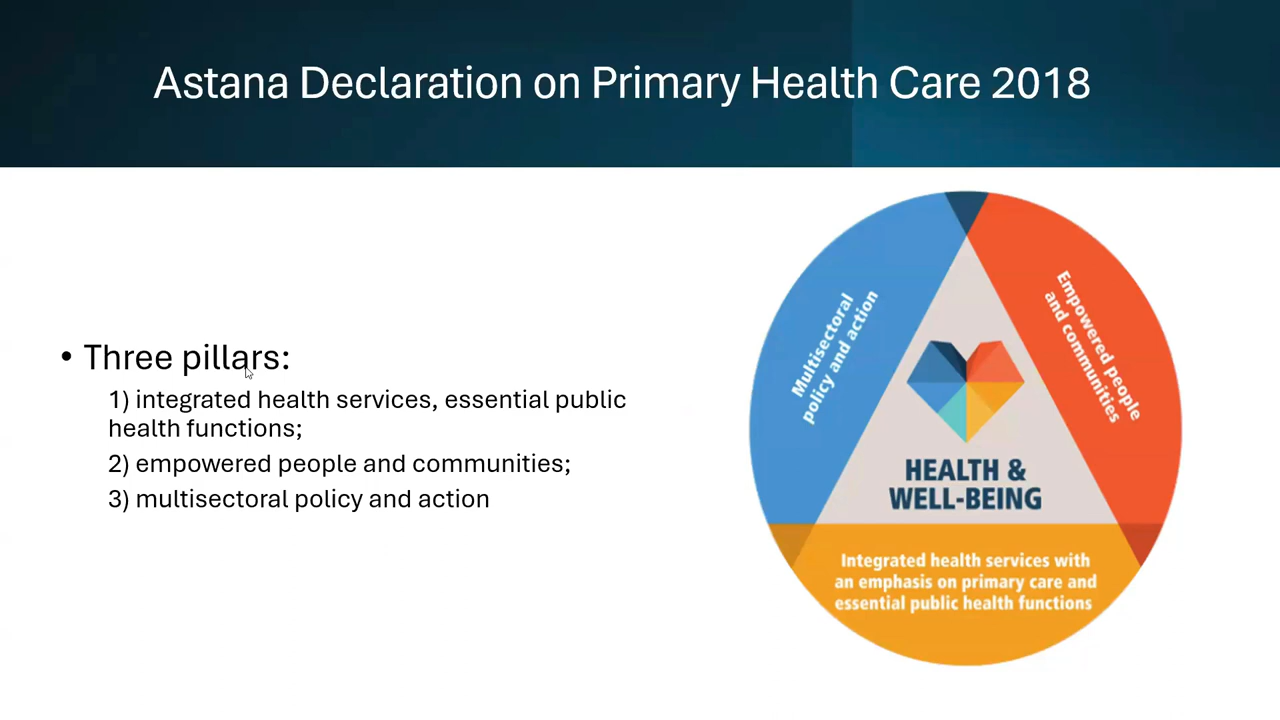 Astana Declaration on Primary Health Care 2018
• Three pillars:
1) integrated health services, essential public
health functions;
2) empowered people and communities;
3) multisectoral policy and action
Multisectoral
policy and action
Empowered people
and communities
HEALTH &
WELL-BEING
Integrated health services with
an emphasis on primary care and
essential public health functions